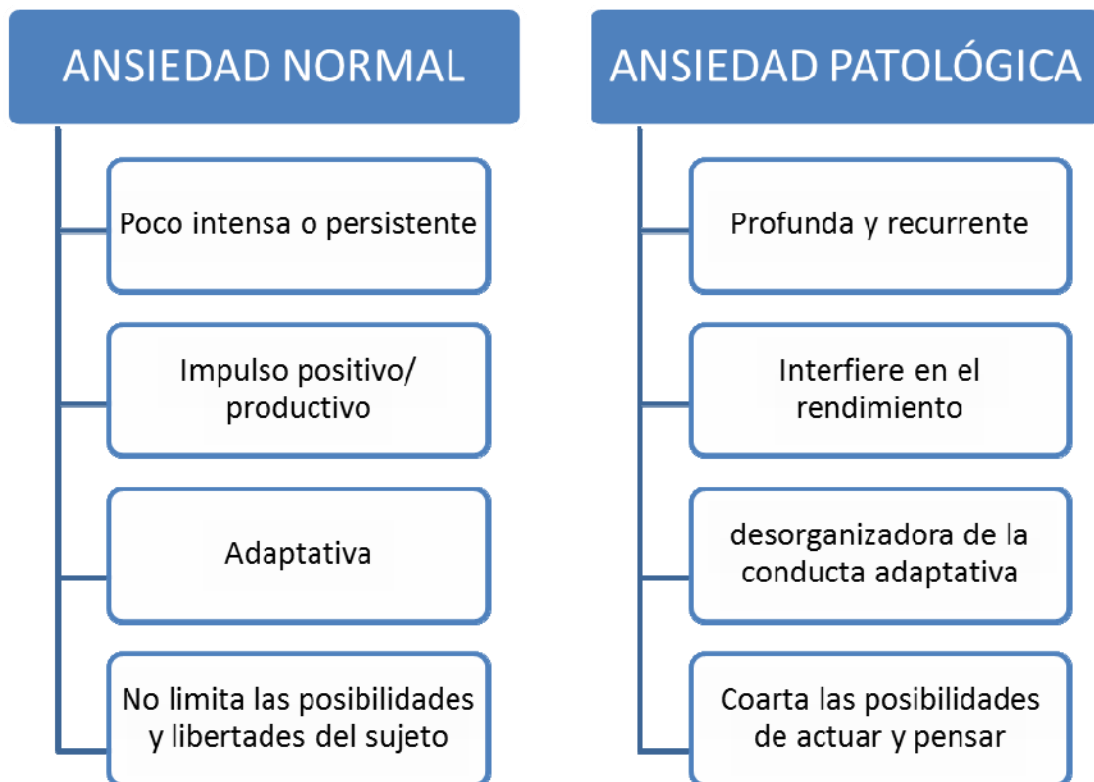 ANSIEDAD NORMAL
Poco intensa o persistente
Impulso positivo/
productivo
Adaptativa
No limita las posibilidades
y libertades del sujeto
ANSIEDAD PATOLÓGICA
Profunda y recurrente
Interfiere en el
rendimiento
desorganizadora de la
conducta adaptativa
Coarta las posibilidades
de actuar y pensar